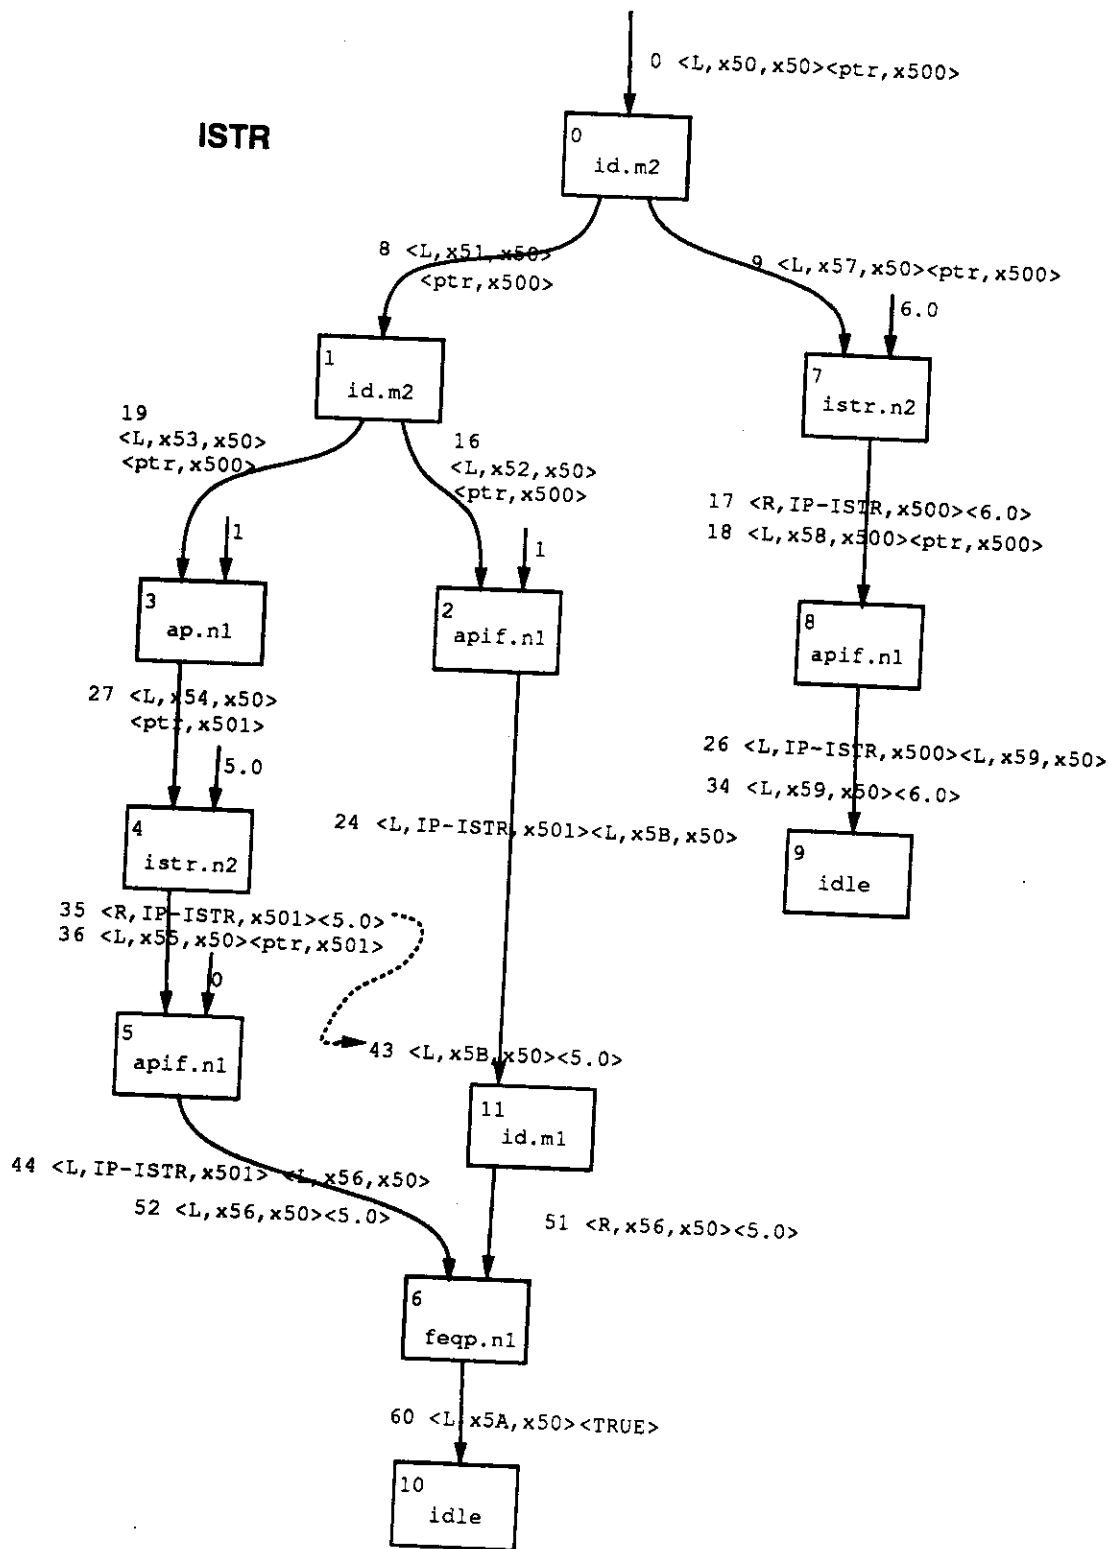 0 <L,x50,x50><ptr,x500>
ISTR
0
id.m2
8 <L,x51,x50>
<ptr,x500>
9 <L,x57,x50><ptr,x500>
6.0
1
id.m2
7
istr.n2
19
<L,x53,x50>
<ptr,x500>
16
<L,x52,x50>
<ptr,x500>
17 <R,IP-ISTR,x500><6.0>
18 <L,x58,x500><ptr,x500>
1
1
3
ap.n1
2
apif.n1
8
apif.n1
27 <L,x54,x50>
<ptr,x501>
5.0
26 <L,IP-ISTR,x500><L,x59,x50>
34 <L,x59,x50><6.0>
24 <L,IP-ISTR,x501><L,x5B,x50>
4
istr.n2
9
idle
35 <R,IP-ISTR,x501><5.0>
36 <L,x55,x50><ptr,x501>
0
5
apif.n1
43 <L,x5B,x50><5.0>
11
id.m1
44 <L,IP-ISTR,x501> <L,x56,x50>
52 <L,x56,x50><5.0>
51 <R,x56,x50><5.0>
6
feqp.n1
60 <L,x5A,x50><TRUE>
10
idle